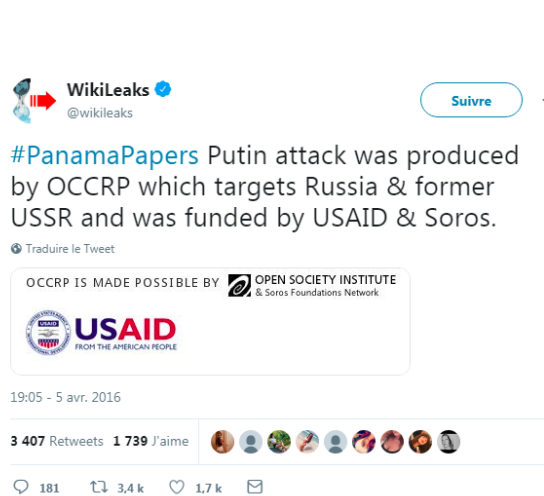 WikiLeaks
@wikileaks
Suivre
#PanamaPapers Putin attack was produced
by OCCRP which targets Russia & former
USSR and was funded by USAID & Soros.
Traduire le Tweet
OCCRP IS MADE POSSIBLE BY OPEN SOCIETY INSTITUTE
& Soros Foundations Network
USAID
USAID
FROM THE AMERICAN PEOPLE
19:05 - 5 avr. 2016
3 407 Retweets 1 739 J'aime
181 3,4 k 1,7 k